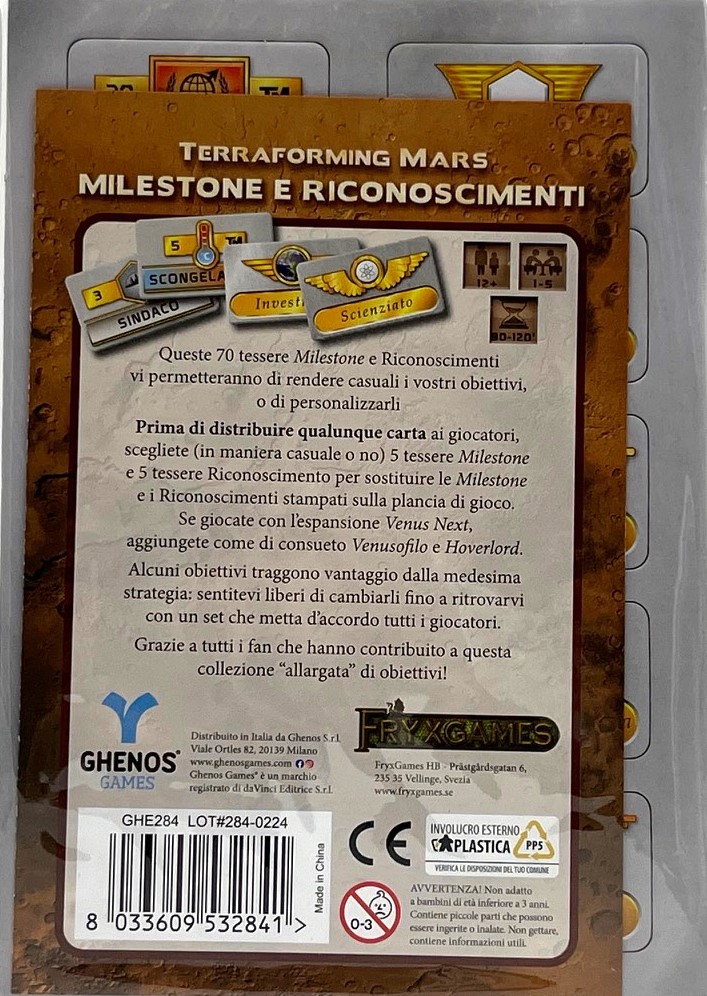 TM
TERRAFORMING MARS
MILESTONE E RICONOSCIMENTI
5
TM
SCONGELA
3
SINDACO
Investi
Scienziato
12+
1-5
90-120'
Queste 70 tessere Milestone e Riconoscimenti
vi permetteranno di rendere casuali i vostri obiettivi,
o di personalizzarli
Prima di distribuire qualunque carta ai giocatori,
scegliete (in maniera casuale o no) 5 tessere Milestone
e 5 tessere Riconoscimento per sostituire le Milestone
e i Riconoscimenti stampati sulla plancia di gioco.
Se giocate con l'espansione Venus Next,
aggiungete come di consueto Venusofilo e Hoverlord.
Alcuni obiettivi traggono vantaggio dalla medesima
strategia: sentitevi liberi di cambiarli fino a ritrovarvi
con un set che metta d'accordo tutti i giocatori.
Grazie a tutti i fan che hanno contribuito a questa
collezione “allargata” di obiettivi!
GHENOS®
GAMES
Distribuito in Italia da Ghenos S.r.l.
Viale Ortles 82, 20139 Milano
www.ghenosgames.com
Ghenos Games® è un marchio
registrato di daVinci Editrice S.r.l.
FRYXGAMES
FryxGames HB - Prästgårdsgatan 6,
235 35 Vellinge, Svezia
www.fryxgames.se
GHE284 LOT#284-0224
8 033609 532841 >
Made in China
CE
INVOLUCRO ESTERNO
PLASTICA
PP5
VERIFICA LE DISPOSIZIONI DEL TUO COMUNE
0-3
AVVERTENZA! Non adatto
a bambini di età inferiore a 3 anni.
Contiene piccole parti che possono
essere ingerite o inalate. Non gettare,
contiene informazioni utili.